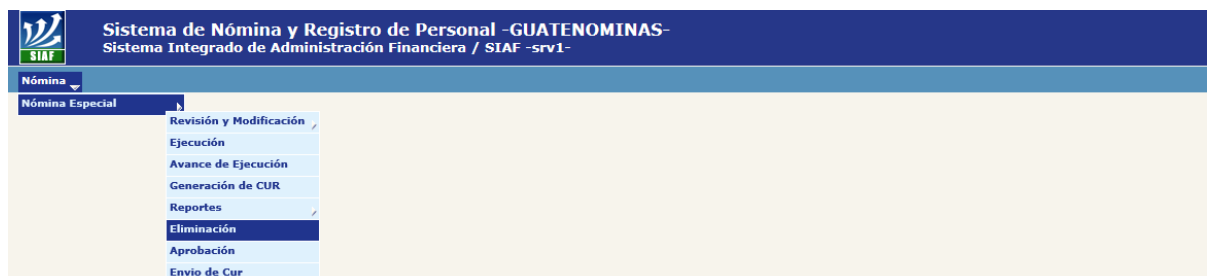 Sistema de Nómina y Registro de Personal -GUATENOMINAS-
SIAF
Sistema Integrado de Administración Financiera / SIAF -srv1-
Nómina
Nómina Especial
Revisión y Modificación
Ejecución
Avance de Ejecución
Generación de CUR
Reportes
Eliminación
Aprobación
Envio de Cur